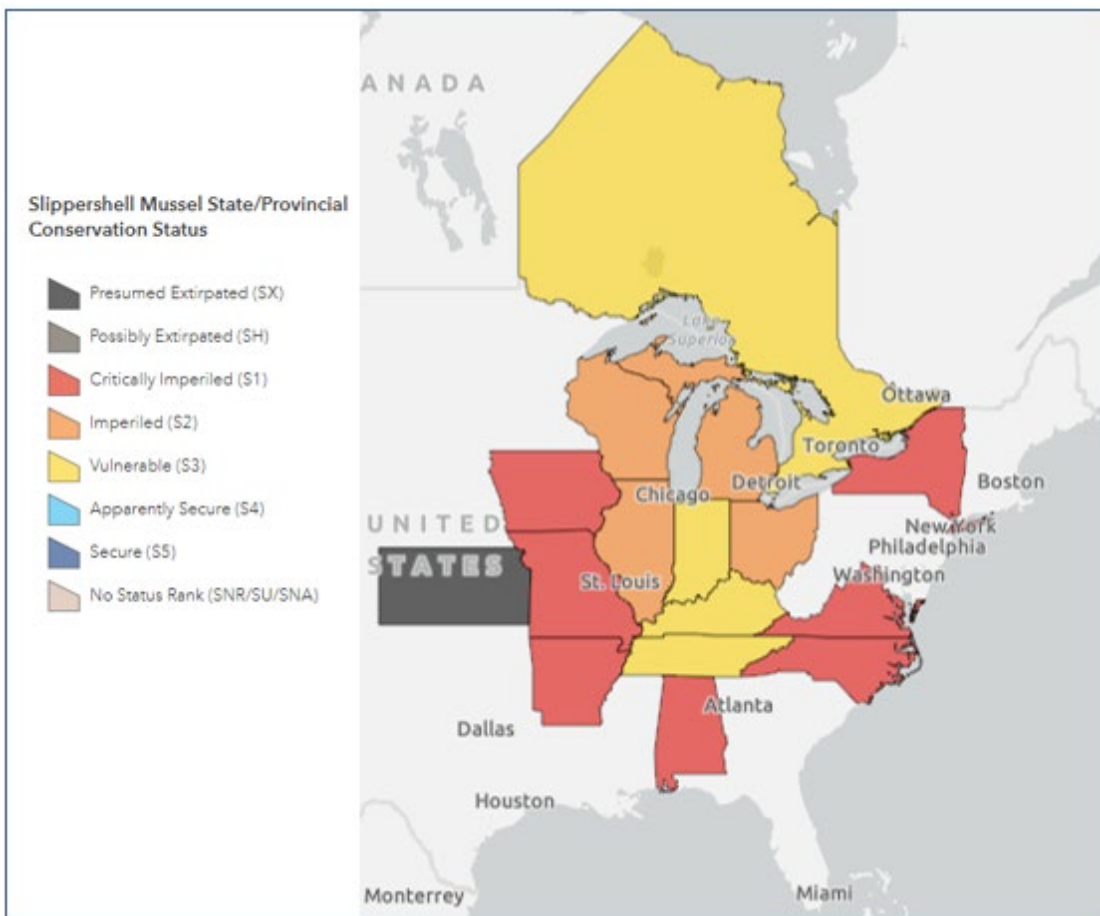 Slippershell Mussel State/Provincial
Conservation Status
Presumed Extirpated (SX)
Possibly Extirpated (SH)
Critically Imperiled (S1)
Imperiled (S2)
Vulnerable (S3)
Apparently Secure (S4)
Secure (S5)
No Status Rank (SNR/SU/SNA)
ANADA
Lake
Superior
Ottawa
Toronto
Detroit
Chicago
Boston
UNITED
STATES
New York
Philadelphia
St. Louis
Washington
Atlanta
Dallas
Houston
Monterrey
Miami